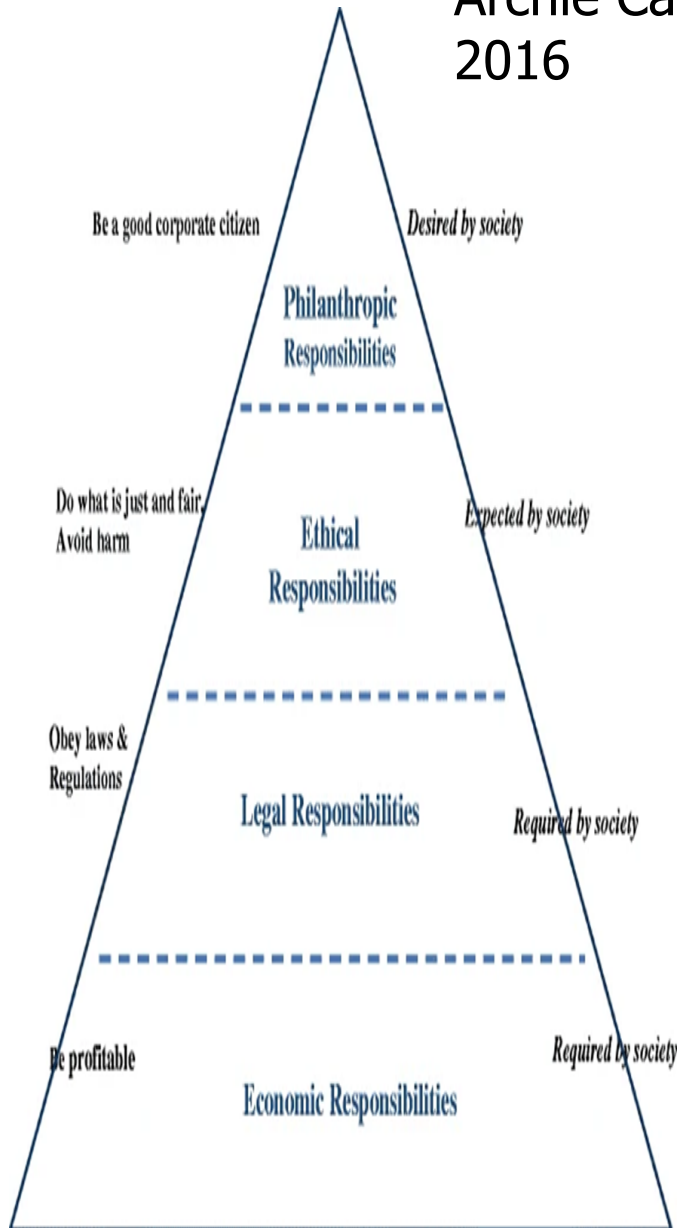 Archie Ca
2016
Be a good corporate citizen
Desired by society
Philanthropic
Responsibilities
Do what is just and fair,
Avoid harm
Expected by society
Ethical
Responsibilities
Obey laws &
Regulations
Legal Responsibilities
Required by society
Be profitable
Required by society
Economic Responsibilities